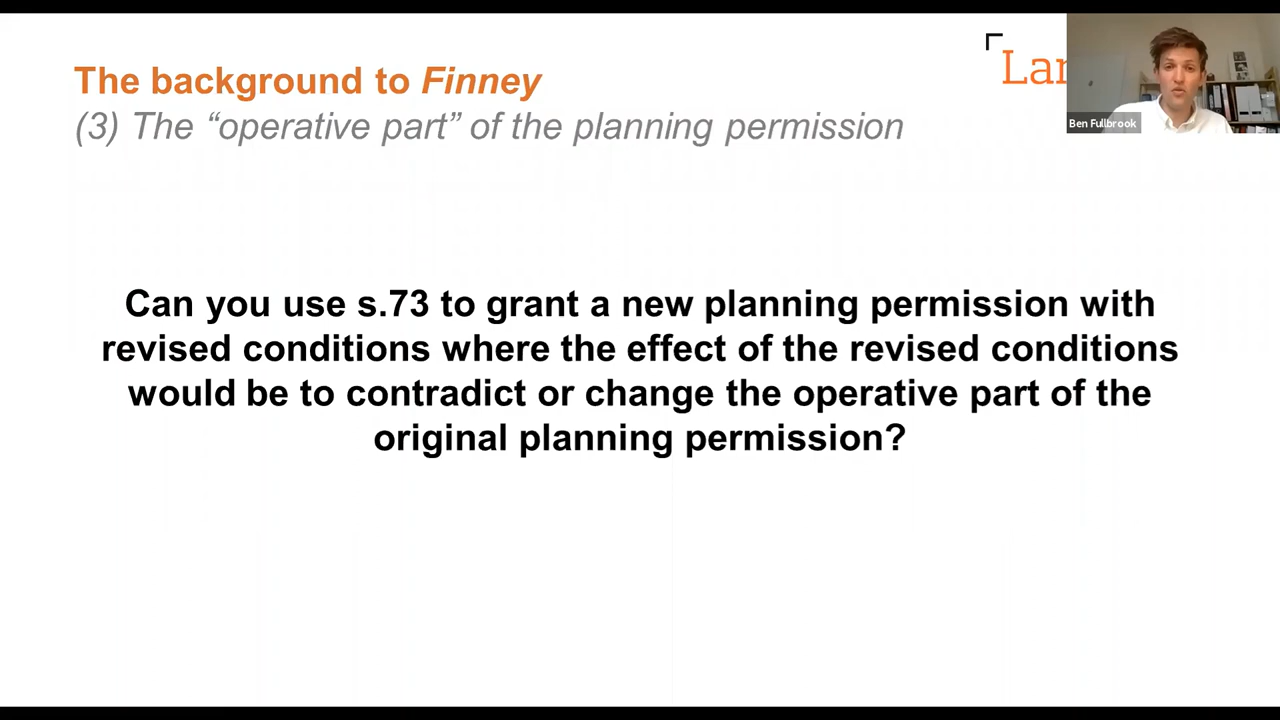 The background to Finney
(3) The “operative part” of the planning permission
Ben Fullbrook
Can you use s.73 to grant a new planning permission with
revised conditions where the effect of the revised conditions
would be to contradict or change the operative part of the
original planning permission?